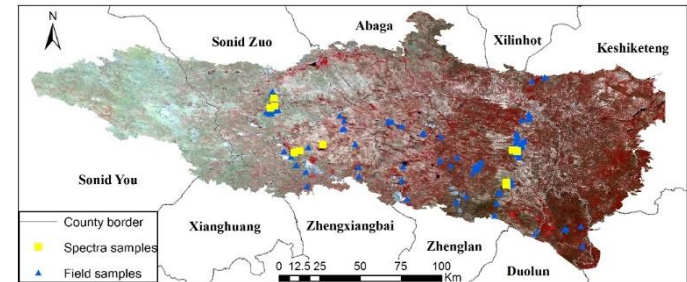 N
Abaga
Sonid Zuo
Xilinhot
Keshiketeng
Sonid You
Xianghuang
Zhengxiangbai
Zhenglan
Duolun
County border
Spectra samples
Field samples
0 12.5 25 50 75 100
Km